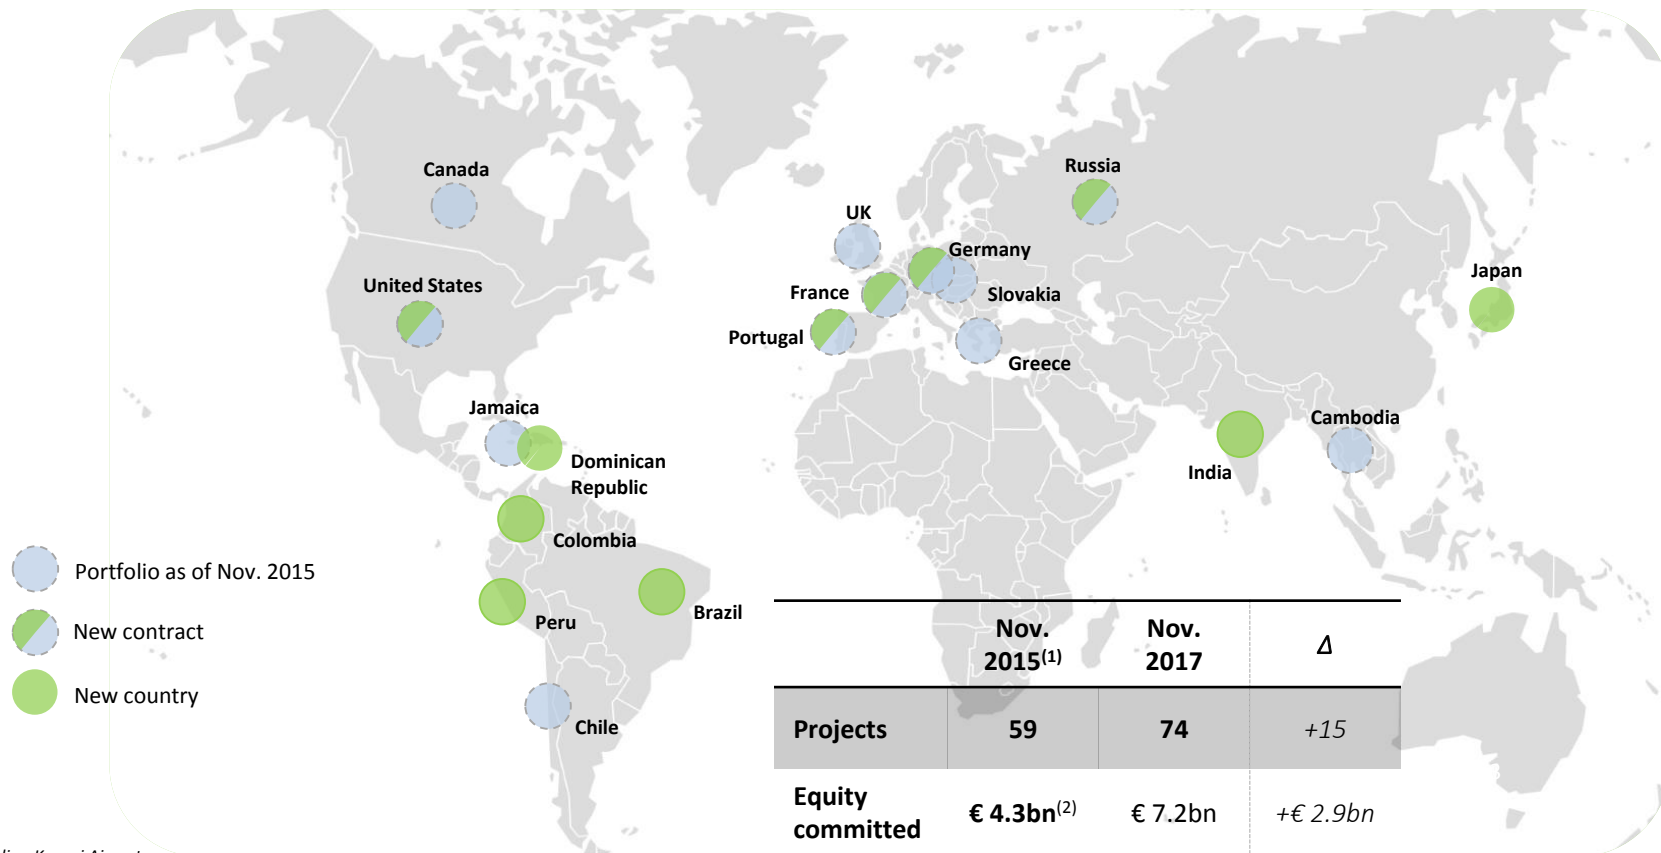 Canada
Russia
UK
Germany
United States
France
Slovakia
Japan
Portugal
Greece
Jamaica
Cambodia
Dominican
Republic
India
Colombia
Portfolio as of Nov. 2015
Peru
Brazil
New contract
New country
Chile
Nov.
2015(1)
Nov.
2017
Δ
Projects 59 74 +15
Equity
committed
€ 4.3bn(2) € 7.2bn +€ 2.9bn